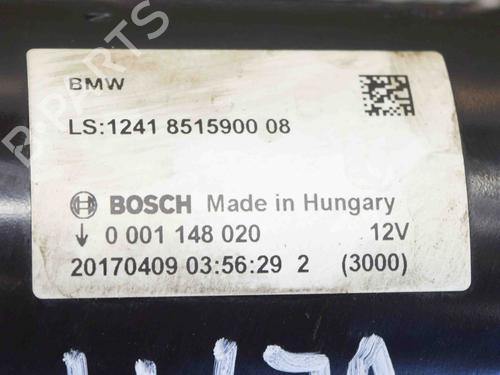 BMW
LS:1241 8515900 08
BOSCH Made in Hungary
↓ 0 001 148 020 12V
20170409 03:56:29 2 (3000)